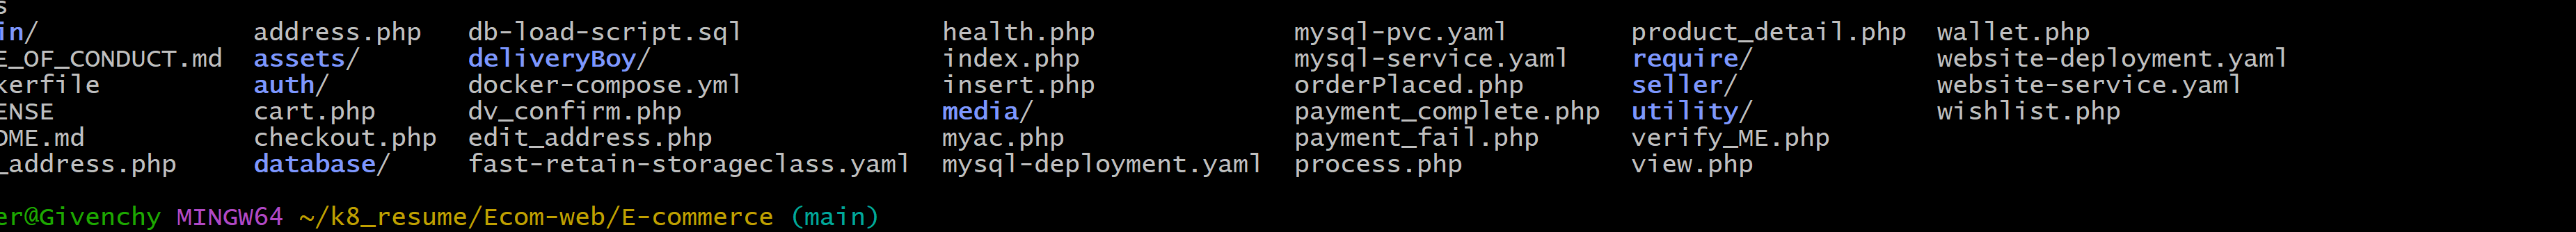 s
in/ address.php db-load-script.sql health.php mysql-pvc.yaml product_detail.php wallet.php
E_OF_CONDUCT.md assets/ deliveryBoy/ index.php mysql-service.yaml require/ website-deployment.yaml
kerfile auth/ docker-compose.yml insert.php orderPlaced.php seller/ website-service.yaml
ENSE cart.php dv_confirm.php media/ payment_complete.php utility/ wishlist.php
OME.md checkout.php edit_address.php myac.php payment_fail.php verify_ME.php
_address.php database/ fast-retain-storageclass.yaml mysql-deployment.yaml process.php view.php
er@Givenchy MINGW64 ~/k8_resume/Ecom-web/E-commerce (main)